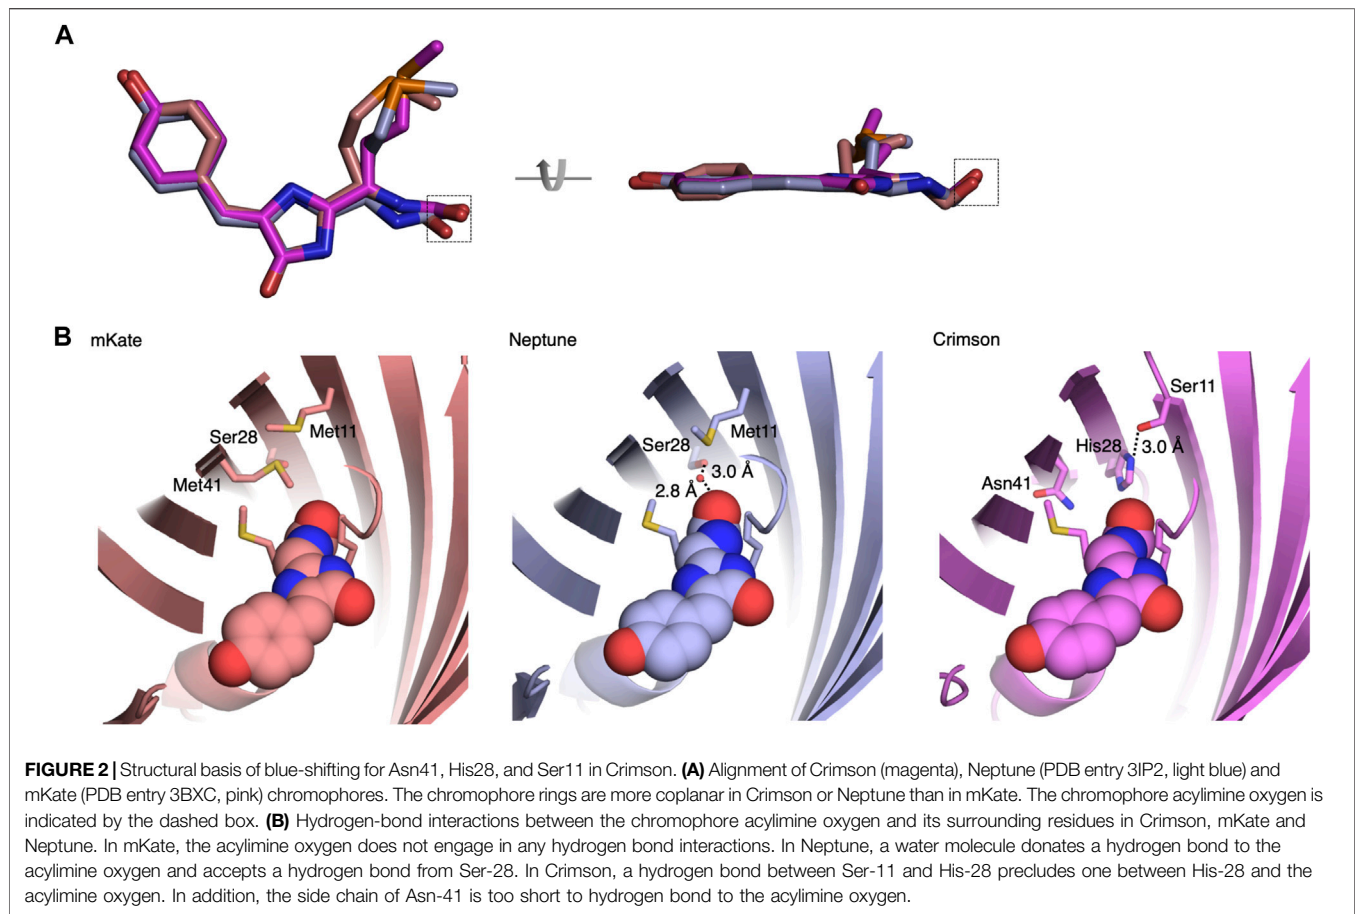 A
B
mKate
Neptune
Crimson
Ser28
Met11
Met41
Ser28
Met11
3.0 Å
2.8 Å
Ser11
His28
3.0 Å
Asn41
FIGURE 2 | Structural basis of blue-shifting for Asn41, His28, and Ser11 in Crimson. (A) Alignment of Crimson (magenta), Neptune (PDB entry 3IP2, light blue) and
mKate (PDB entry 3BXC, pink) chromophores. The chromophore rings are more coplanar in Crimson or Neptune than in mKate. The chromophore acylimine oxygen is
indicated by the dashed box. (B) Hydrogen-bond interactions between the chromophore acylimine oxygen and its surrounding residues in Crimson, mKate and
Neptune. In mKate, the acylimine oxygen does not engage in any hydrogen bond interactions. In Neptune, a water molecule donates a hydrogen bond to the
acylimine oxygen and accepts a hydrogen bond from Ser-28. In Crimson, a hydrogen bond between Ser-11 and His-28 precludes one between His-28 and the
acylimine oxygen. In addition, the side chain of Asn-41 is too short to hydrogen bond to the acylimine oxygen.